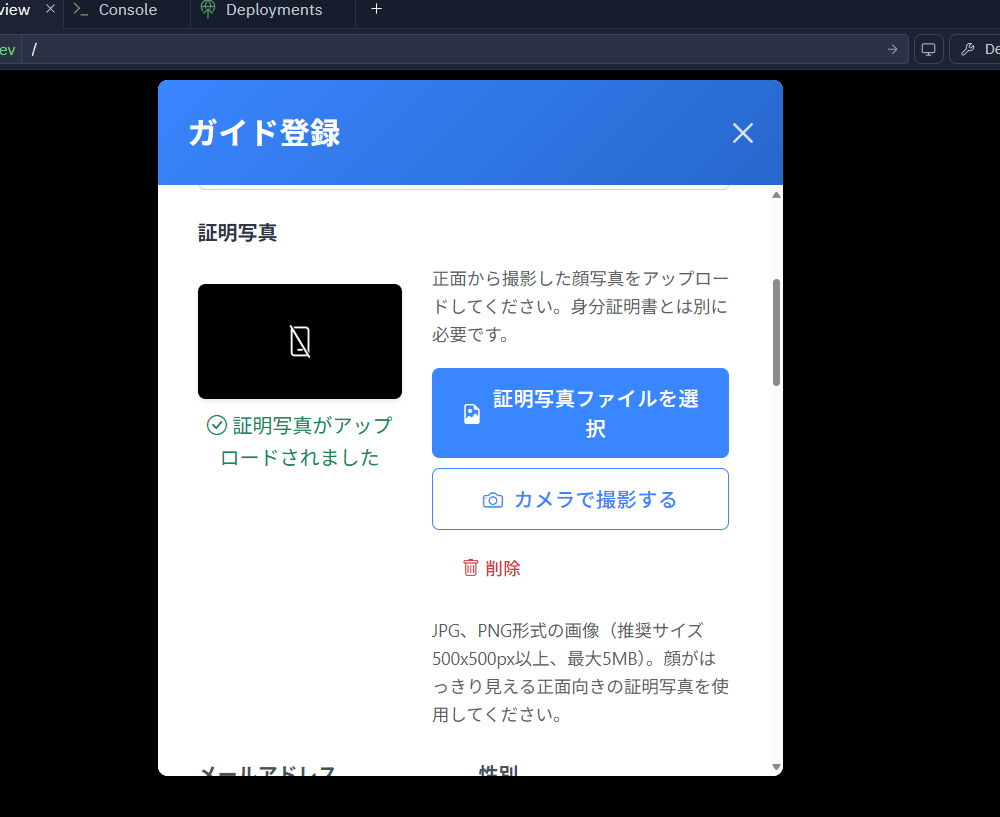 view
Console
Deployments
ev
/
De
ガイド登録
証明写真
正面から撮影した顔写真をアップロー
ドしてください。身分証明書とは別に
必要です。
証明写真ファイルを選
択
カメラで撮影する
削除
証明写真がアップ
ロードされました
JPG、PNG形式の画像（推奨サイズ
500x500px以上、最大5MB）。顔がは
っきり見える正面向きの証明写真を使
用してください。
メールアドレス
性別